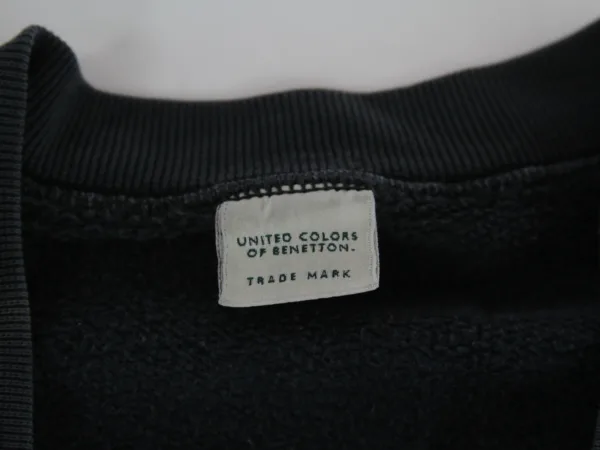 UNITED COLORS
OF BENETTON.
TRADE MARK